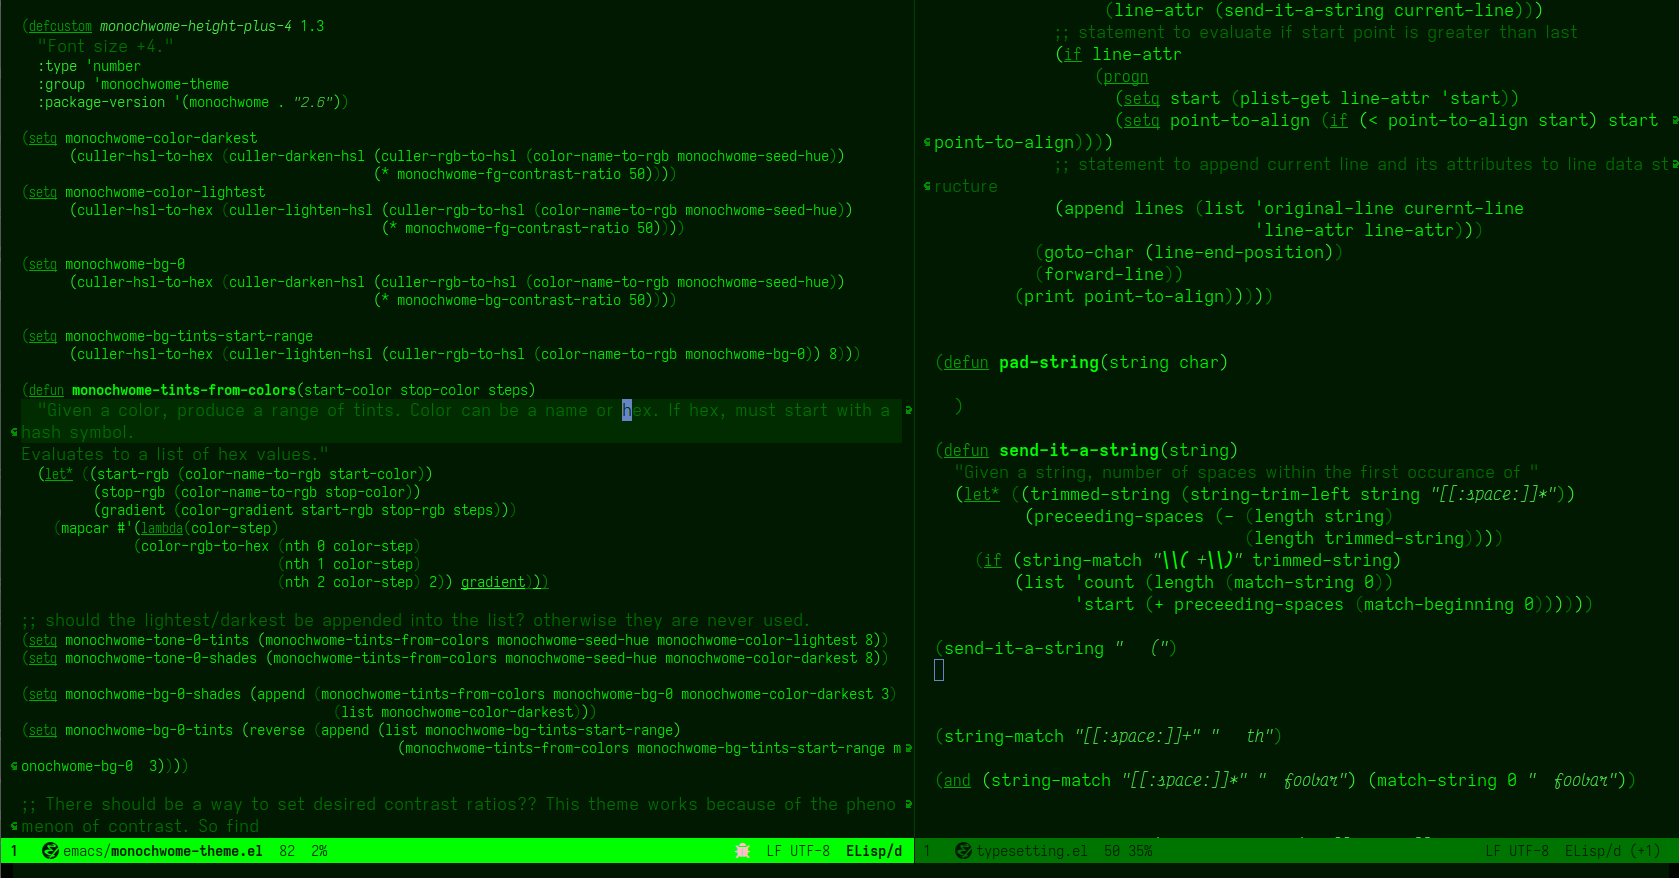 (defcustom monochwome-height-plus-4 1.3
"Font size +4."
:type 'number
:group 'monochwome-theme
:package-version '(monochwome . "2.6"))
(setq monochwome-color-darkest
(culler-hsl-to-hex (culler-darken-hsl (culler-rgb-to-hsl (color-name-to-rgb monochwome-seed-hue))
(* monochwome-fg-contrast-ratio 50))))
(setq monochwome-color-lightest
(culler-hsl-to-hex (culler-lighten-hsl (culler-rgb-to-hsl (color-name-to-rgb monochwome-seed-hue))
(* monochwome-fg-contrast-ratio 50))))
(setq monochwome-bg-0
(culler-hsl-to-hex (culler-darken-hsl (culler-rgb-to-hsl (color-name-to-rgb monochwome-seed-hue))
(* monochwome-bg-contrast-ratio 50))))
(setq monochwome-bg-tints-start-range
(culler-hsl-to-hex (culler-lighten-hsl (culler-rgb-to-hsl (color-name-to-rgb monochwome-bg-0)) 8)))
(defun monochwome-tints-from-colors(start-color stop-color steps)
"Given a color, produce a range of tints. Color can be a name or hex. If hex, must start with a
hash symbol.
Evaluates to a list of hex values."
(let* ((start-rgb (color-name-to-rgb start-color))
(stop-rgb (color-name-to-rgb stop-color))
(gradient (color-gradient start-rgb stop-rgb steps)))
(mapcar #'(lambda(color-step)
(color-rgb-to-hex (nth 0 color-step)
(nth 1 color-step)
(nth 2 color-step) 2)) gradient)))
;; should the lightest/darkest be appended into the list? otherwise they are never used.
(setq monochwome-tone-0-tints (monochwome-tints-from-colors monochwome-seed-hue monochwome-color-lightest 8))
(setq monochwome-tone-0-shades (monochwome-tints-from-colors monochwome-seed-hue monochwome-color-darkest 8))
(setq monochwome-bg-0-shades (append (monochwome-tints-from-colors monochwome-bg-0 monochwome-color-darkest 3)
(list monochwome-color-darkest)))
(setq monochwome-bg-0-tints (reverse (append (list monochwome-bg-tints-start-range)
(monochwome-tints-from-colors monochwome-bg-tints-start-range m
onochwome-bg-0  3))))
;; There should be a way to set desired contrast ratios?? This theme works because of the pheno
menon of contrast. So find
1 emacs/monochwome-theme.el 82 2% LF UTF-8 ELisp/d
(line-attr (send-it-a-string current-line)))
;; statement to evaluate if start point is greater than last
(if line-attr
(progn
(setq start (plist-get line-attr 'start))
(setq point-to-align (if (< point-to-align start) start
point-to-align))))
;; statement to append current line and its attributes to line data st
ructure
(append lines (list 'original-line curernt-line
'line-attr line-attr)))
(goto-char (line-end-position))
(forward-line))
(print point-to-align)))))
(defun pad-string(string char)
)
(defun send-it-a-string(string)
"Given a string, number of spaces within the first occurance of "
(let* ((trimmed-string (string-trim-left string "[[:space:]]*"))
(preceeding-spaces (- (length string)
(length trimmed-string))))
(if (string-match "\\( +\\)" trimmed-string)
(list 'count (length (match-string 0))
'start (+ preceeding-spaces (match-beginning 0))))))
(send-it-a-string "   (")
(string-match "[[:space:]]+" "   th")
(and (string-match "[[:space:]]*" "  foobar") (match-string 0 "  foobar"))
1 typesetting.el 50 35% LF UTF-8 ELisp/d (+1)